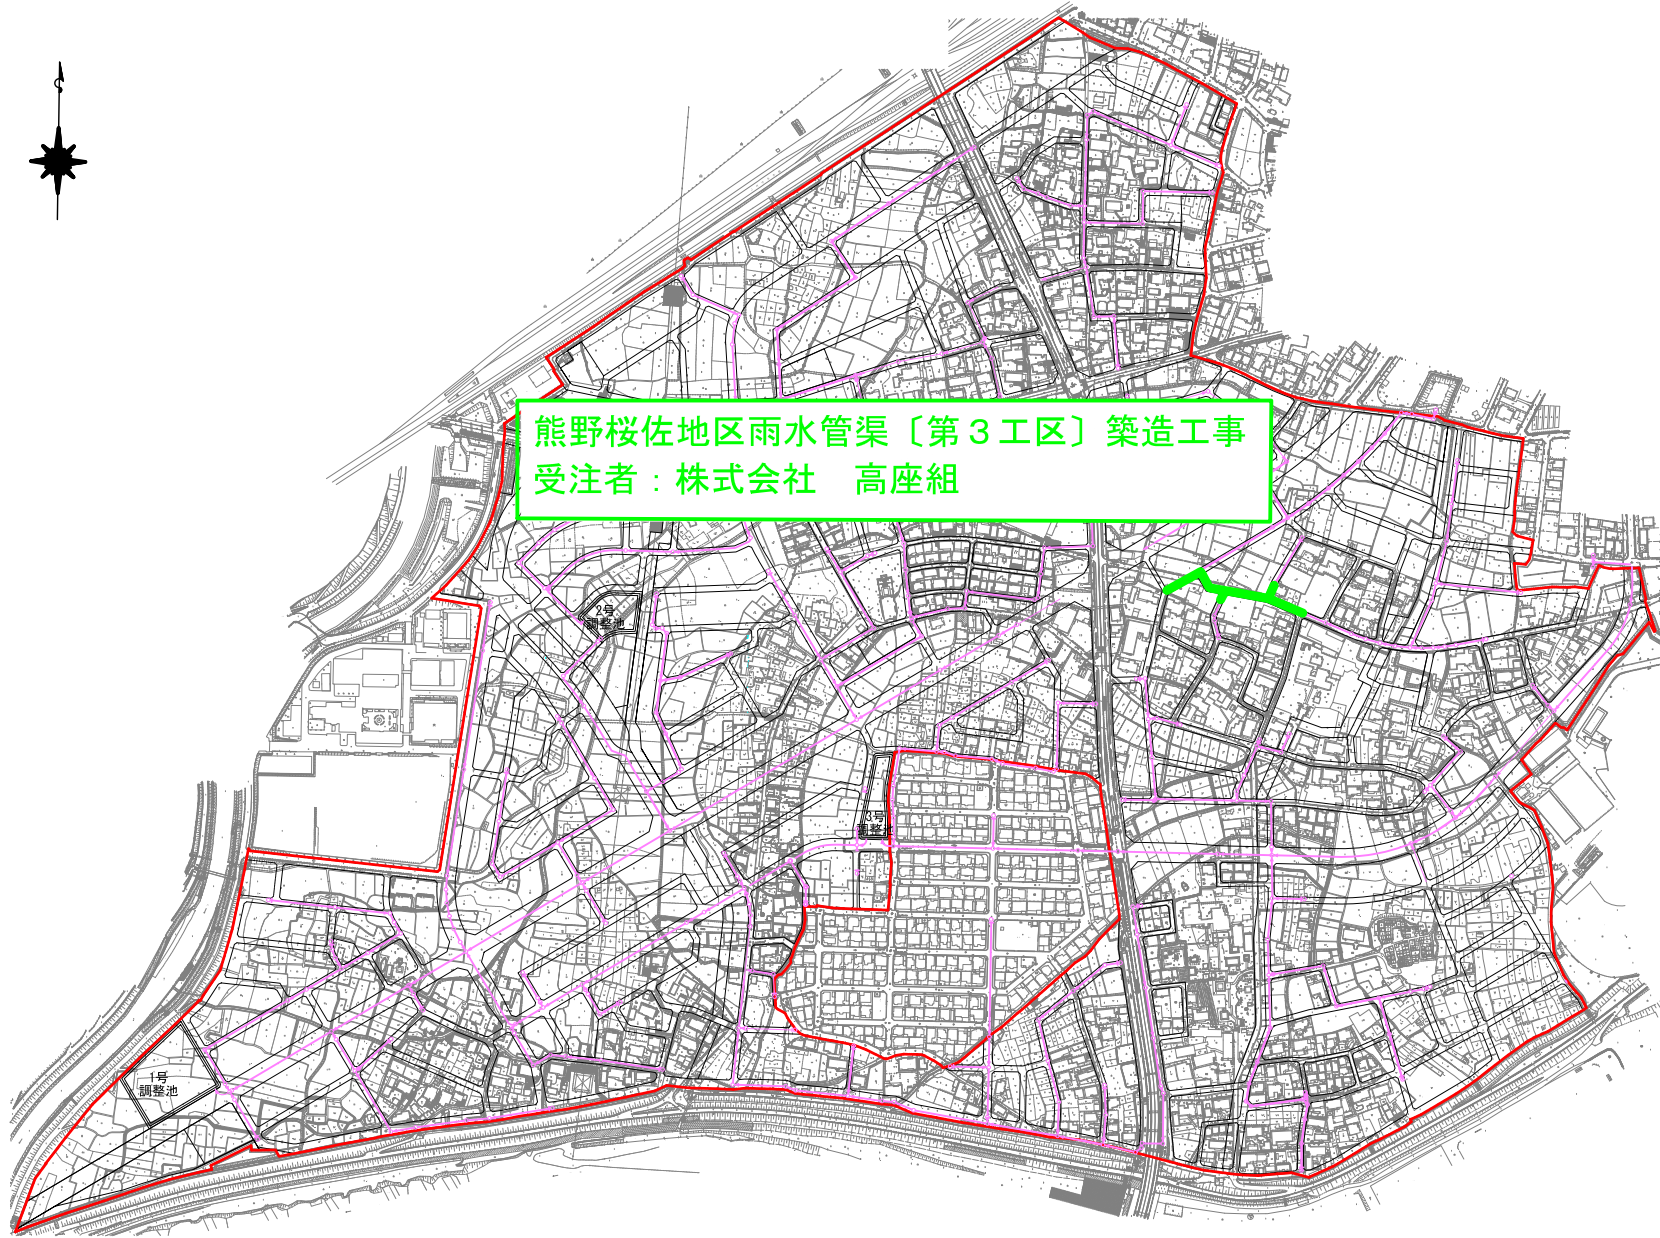 熊野桜佐地区雨水管渠〔第３工区〕築造工事
受注者：株式会社　高座組
2号
調整池
3号
調整池
1号
調整池